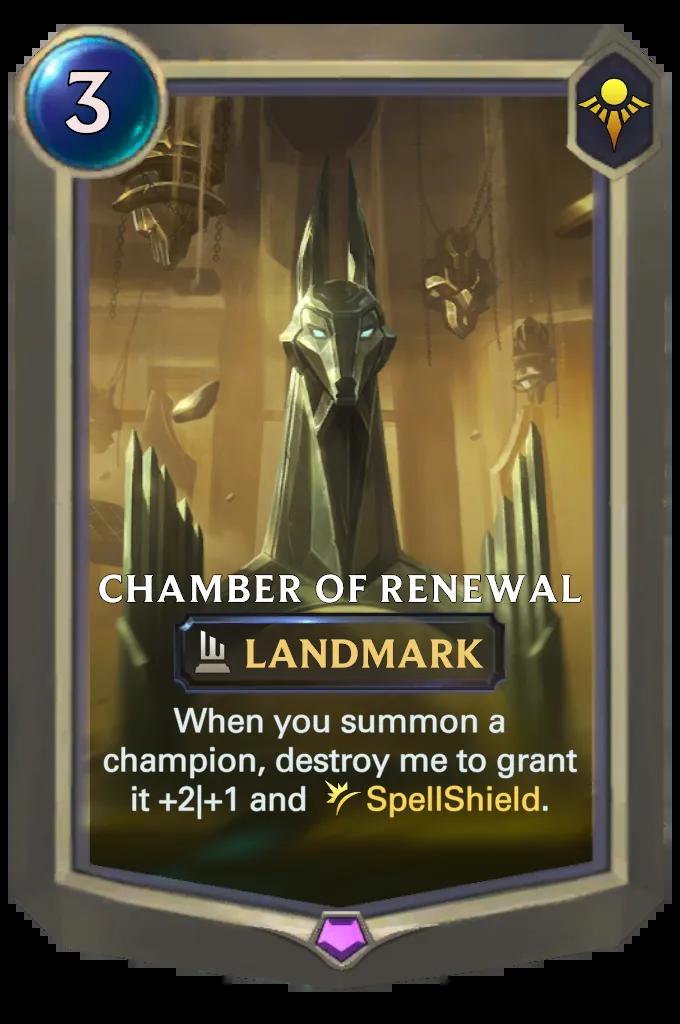 3
CHAMBER OF RENEWAL
LANDMARK
When you summon a
champion, destroy me to grant
it +2|+1 and SpellShield.